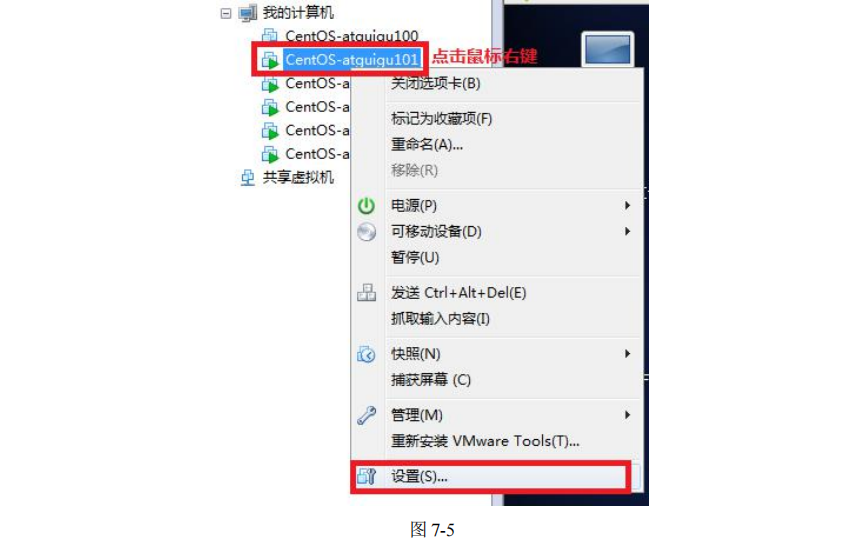 我的计算机
CentOS-atguigu100
CentOS-atguigu101 点击鼠标右键
CentOS-a
关闭选项卡(B)
CentOS-a
标记为收藏项(F)
CentOS-a
重命名(A)...
CentOS-a
移除(R)
共享虚拟机
电源(P)
可移动设备(D)
暂停(U)
发送 Ctrl+Alt+Del(E)
抓取输入内容(I)
快照(N)
捕获屏幕 (C)
管理(M)
重新安装 VMware Tools(T)...
设置(S)...
图 7-5